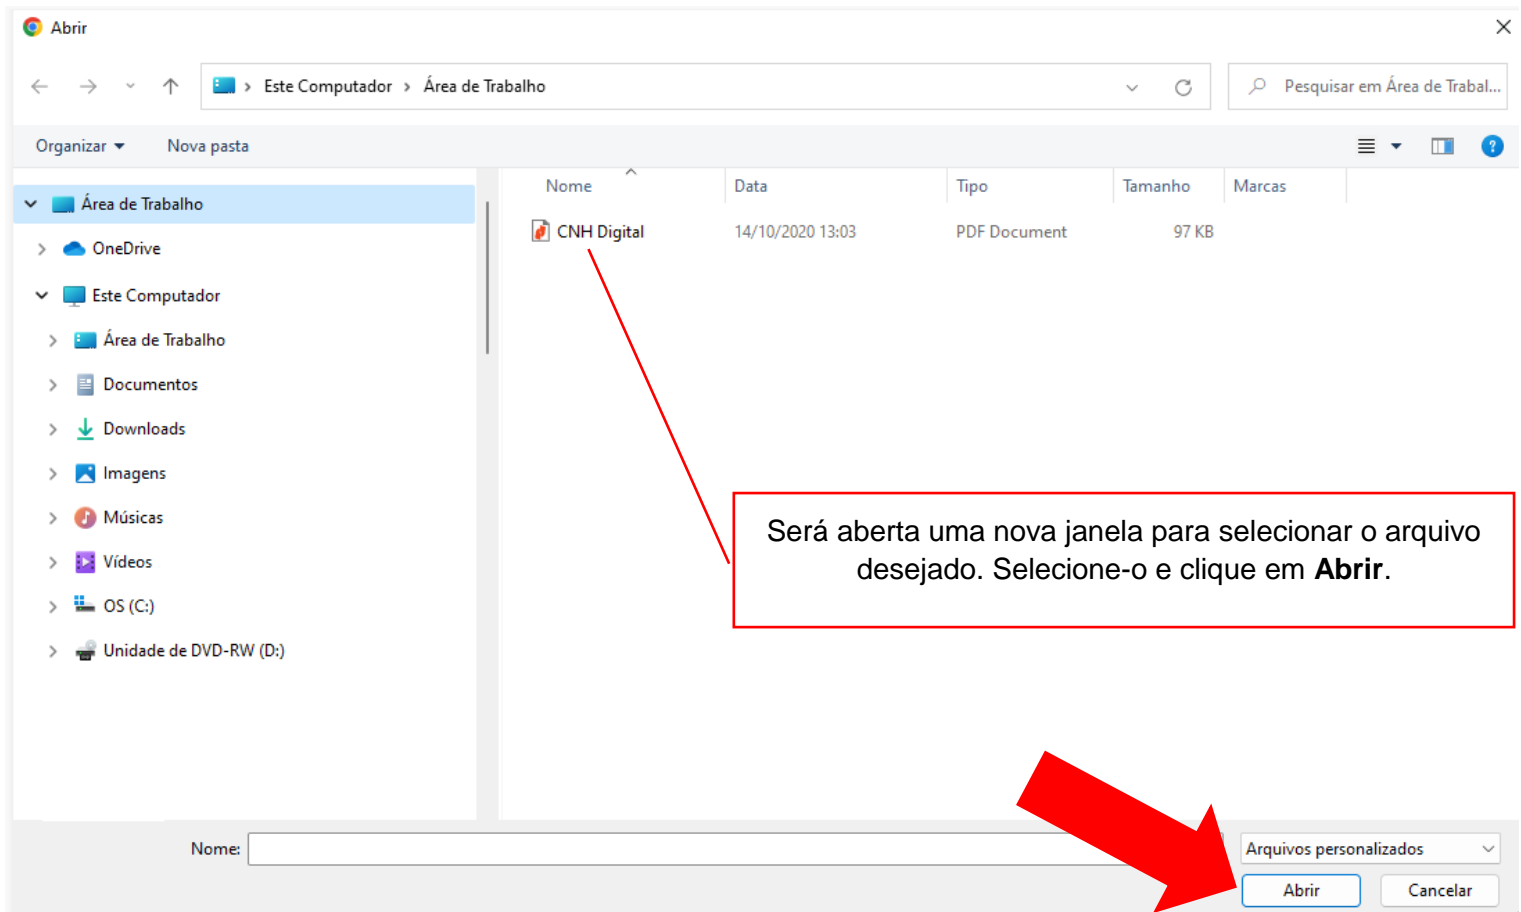 Abrir
Este Computador > Área de Trabalho
Pesquisar em Área de Trabal...
Organizar Nova pasta
Nome Data Tipo Tamanho Marcas
CNH Digital 14/10/2020 13:03 PDF Document 97 KB
Área de Trabalho
OneDrive
Este Computador
Área de Trabalho
Documentos
Downloads
Imagens
Músicas
Vídeos
OS (C:)
Unidade de DVD-RW (D:)
Será aberta uma nova janela para selecionar o arquivo
desejado. Selecione-o e clique em Abrir.
Nome:
Arquivos personalizados
Abrir Cancelar